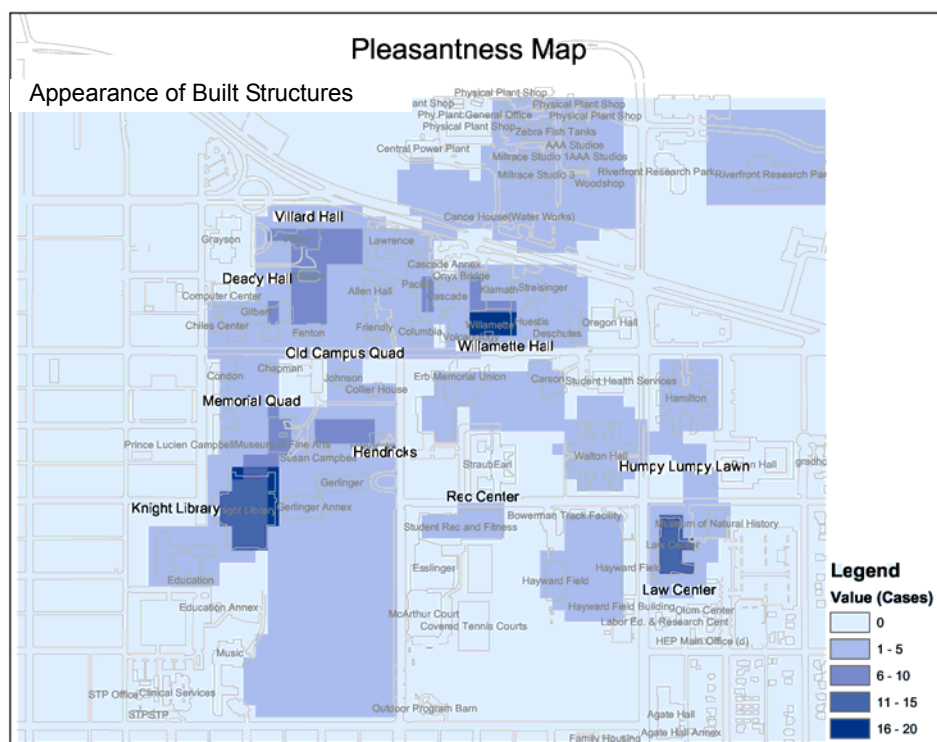 Pleasantness Map
Appearance of Built Structures
Physical Plant Shop
ant Shop
Physical Plant Shop
Phy.Plant General Office
Physical Plant Shop
Physical Plant Shop
Zebra Fish Tanks
Central Power Plant
AAA Studios
Millrace Studio 1AAA Studios
Millrace Studio 3
Woodshop
Riverfront Research Park
Riverfront Research Park
Canoe House(Water Works)
Villard Hall
Grayson
Lawrence
Cascade Annex
Onyx Bridge
Deady Hall
Pacific
Klamath
Streisinger
Computer Center
Allen Hall
Cascade
Gilbert
Chiles Center
Fenton
Friendly
Columbia
Willamette
Huestis
Deschutes
Oregon Hall
Willamette Hall
Old Campus Quad
Chapman
Condon
Johnson
Erb Memorial Union
Carson
Student Health Services
Collier House
Hamilton
Memorial Quad
Prince Lucien Campbell
Museum of Fine Arts
Susan Campbell
Hendricks
Straub
Earl
Walton Hall
Humpy Lumpy Lawn
Hall
gradho
Gerlinger
Rec Center
Knight Library
Gerlinger Annex
Bowerman Track Facility
Student Rec and Fitness
Museum of Natural History
Law Center
Esslinger
Hayward Field
Hayward Field
Education
Law Center
Education Annex
McArthur Court
Hayward Field Building
Olum Center
Covered Tennis Courts
Labor Ed. & Research Cent
HEP Main Office (d)
Music
STP Office
Clinical Services
STPSTP
Outdoor Program Barn
Agate Hall
Family Housing
Agate Hall Annex
Legend
Value (Cases)
0
1 - 5
6 - 10
11 - 15
16 - 20